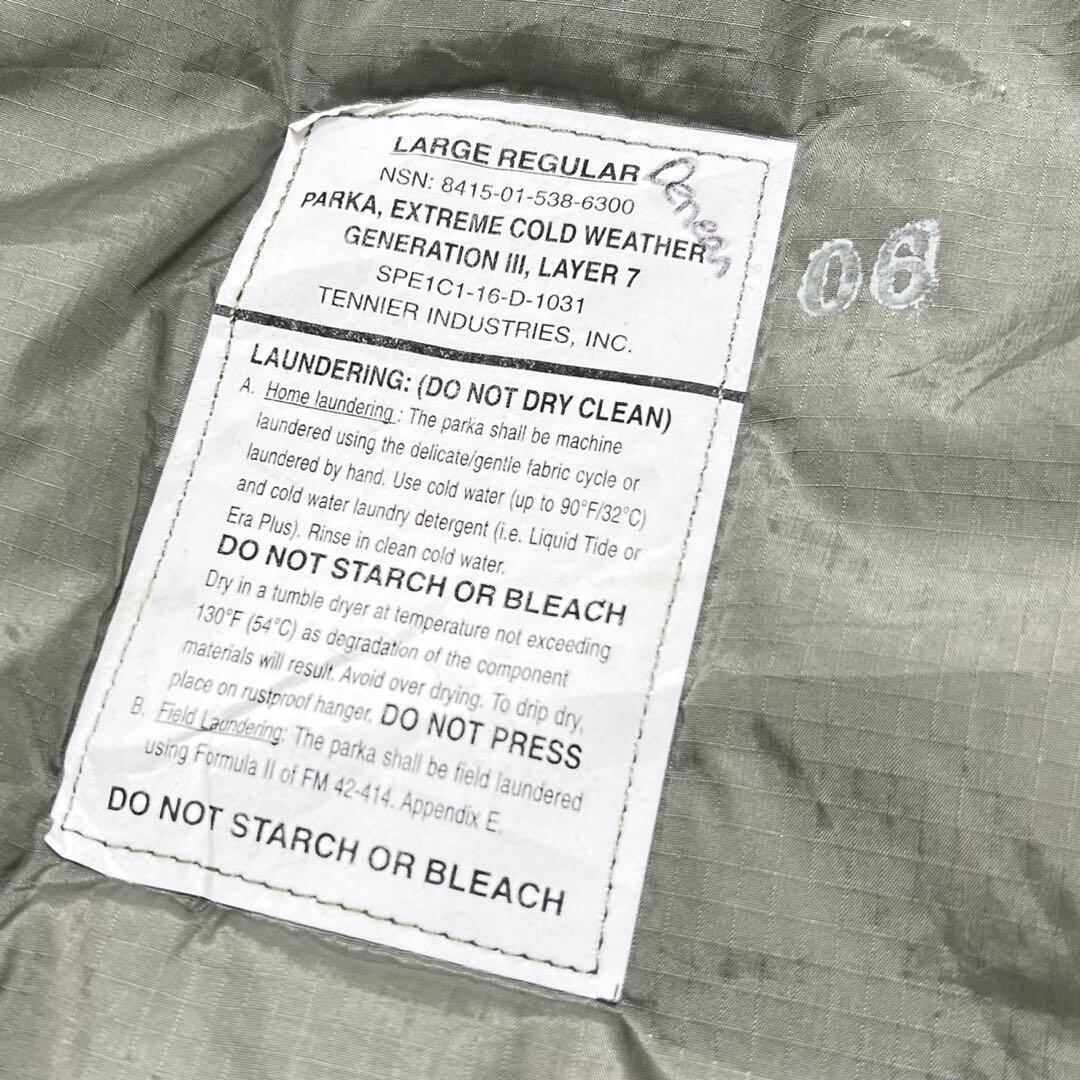 LARGE REGULAR
NSN: 8415-01-538-6300
PARKA, EXTREME COLD WEATHER
GENERATION III, LAYER 7
SPE1C1-16-D-1031
TENNIER INDUSTRIES, INC.
06
LAUNDERING: (DO NOT DRY CLEAN)
A. Home laundering : The parka shall be machine
laundered using the delicate/gentle fabric cycle or
laundered by hand. Use cold water (up to 90°F/32°C)
and cold water laundry detergent (i.e. Liquid Tide or
Era Plus). Rinse in clean cold water.
DO NOT STARCH OR BLEACH
Dry in a tumble dryer at temperature not exceeding
130°F (54°C) as degradation of the component
materials will result. Avoid over drying. To drip dry,
place on rustproof hanger. DO NOT PRESS
B. Field Laundering: The parka shall be field laundered
using Formula II of FM 42-414. Appendix E.
DO NOT STARCH OR BLEACH